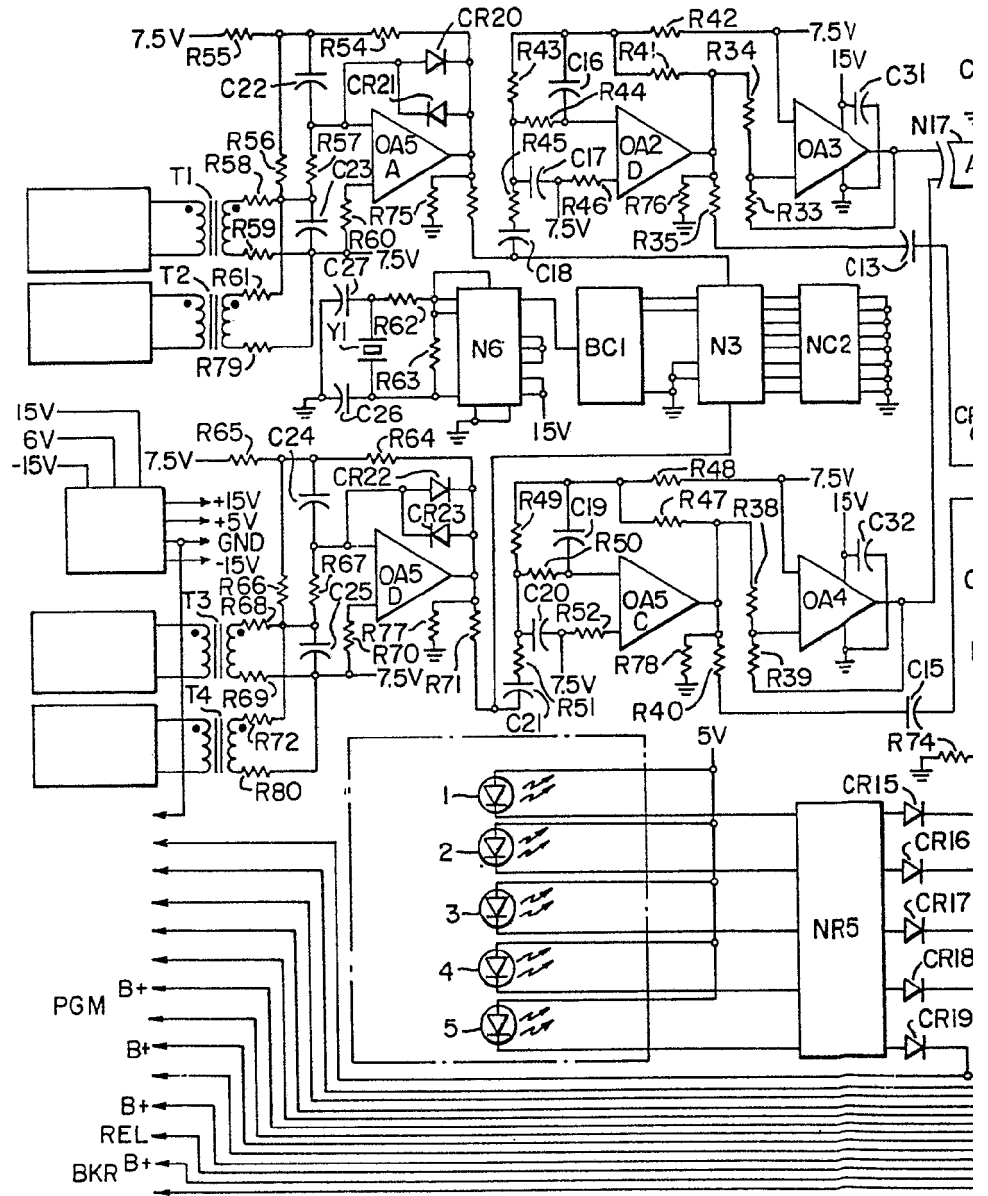 CR20
R42
7.5V
R55
R54
R43
C16
R41
R34
7.5V
15V
C31
C
C22
CR21
R44
N17
R56
R57
OA5
A
R45
C17
OA2
D
OA3
A
T1
R58
C23
R59
R75
R60
R46
R76
R33
7.5V
R35
7.5V
C18
C13
T2
R61
C27
R62
Y1
R63
N6
BC1
N3
NC2
R79
C26
15V
15V
6V
-15V
R65
C24
R64
7.5V
CR22
CR23
R49
C19
R48
R47
7.5V
R38
15V
C32
CR
+15V
+5V
GND
-15V
R50
R66
R67
OA5
D
C20
R52
OA5
C
OA4
T3
R68
C25
R77
R70
R78
R39
R69
7.5V
R71
7.5V
R51
R40
C15
T4
R72
C21
5V
R74
R80
1
CR15
2
CR16
3
NR5
CR17
4
CR18
5
CR19
PGM
B+
B+
B+
REL
BKR
B+